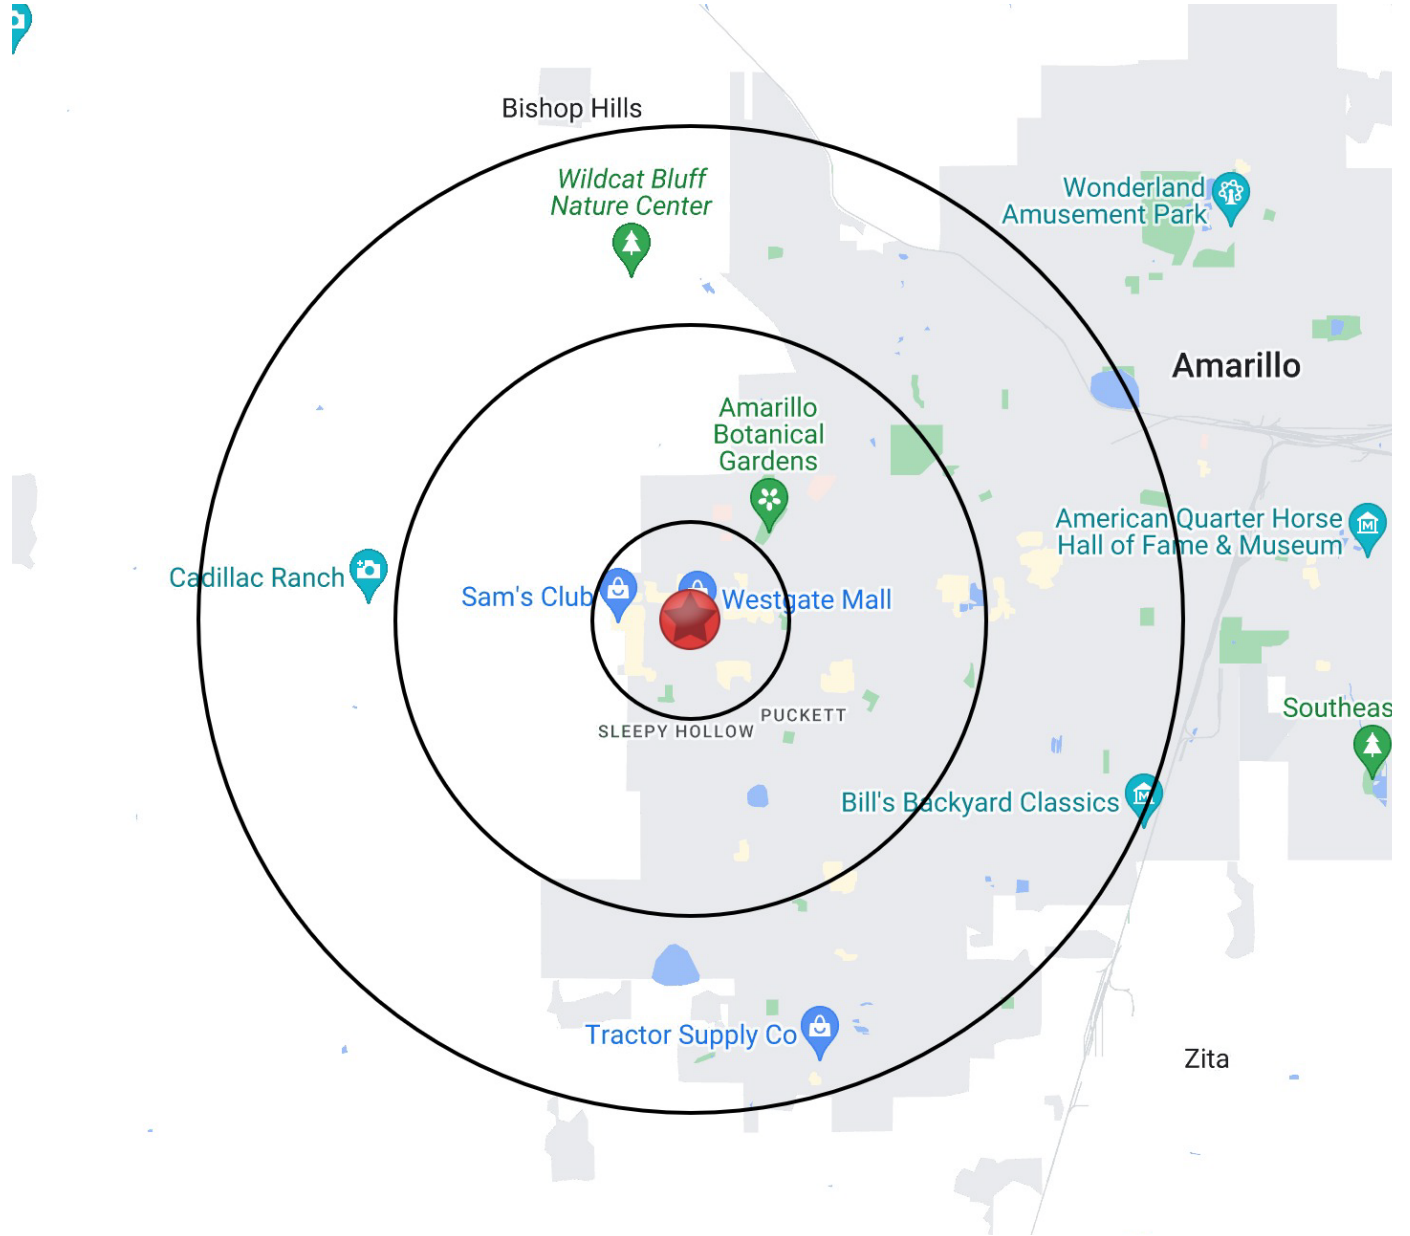 Bishop Hills
Wildcat Bluff
Nature Center
Wonderland
Amusement Park
Amarillo
Amarillo
Botanical
Gardens
American Quarter Horse
Hall of Fame & Museum
Cadillac Ranch
Sam's Club
Westgate Mall
PUCKETT
SLEEPY HOLLOW
Southeas
Bill's Backyard Classics
Tractor Supply Co
Zita